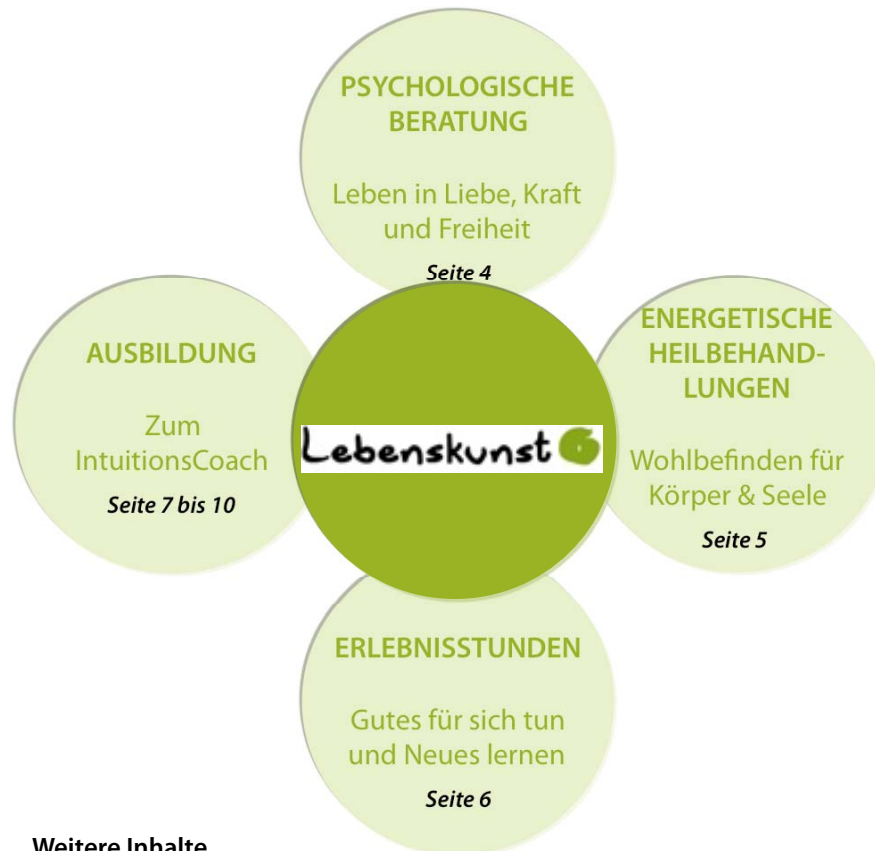 PSYCHOLOGISCHE
BERATUNG
Leben in Liebe, Kraft
und Freiheit
Seite 4
AUSBILDUNG
Zum
IntuitionsCoach
Seite 7 bis 10
Lebenskunst 6
ENERGETISCHE
HEILBEHAND-
LUNGEN
Wohlbefinden für
Körper & Seele
Seite 5
ERLEBNISSTUNDEN
Gutes für sich tun
und Neues lernen
Seite 6
Weitere Inhalte